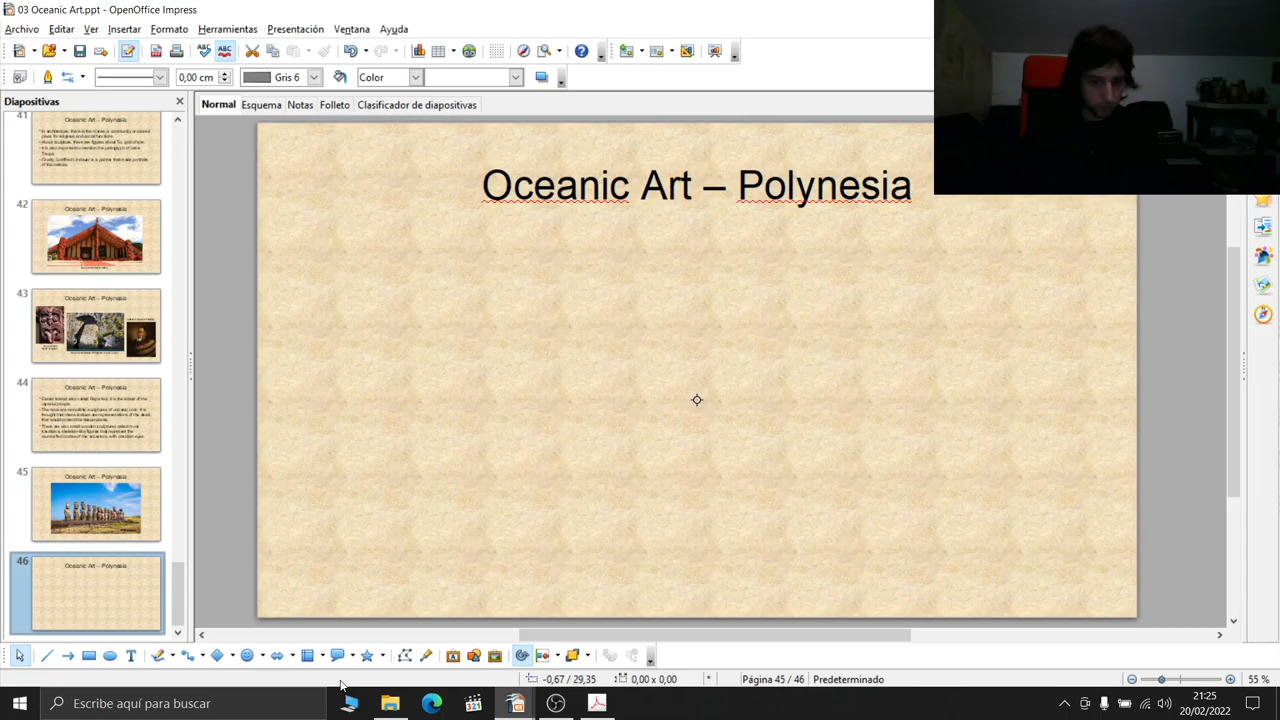 03 Oceanic Art.ppt - OpenOffice Impress
Archivo Editar Ver Insertar Formato Herramientas Presentación Ventana Ayuda
0,00 cm Gris 6 Color
Diapositivas
Normal Esquema Notas Folleto Clasificador de diapositivas
Oceanic Art – Polynesia
41
Oceanic Art – Polynesia
42
Oceanic Art – Polynesia
43
Oceanic Art – Polynesia
44
Oceanic Art – Polynesia
45
Oceanic Art – Polynesia
46
Oceanic Art – Polynesia
-0,67 / 29,35 0,00 x 0,00 * Página 45 / 46 Predeterminado 55 %
Escribe aquí para buscar
321
21:25
20/02/2022